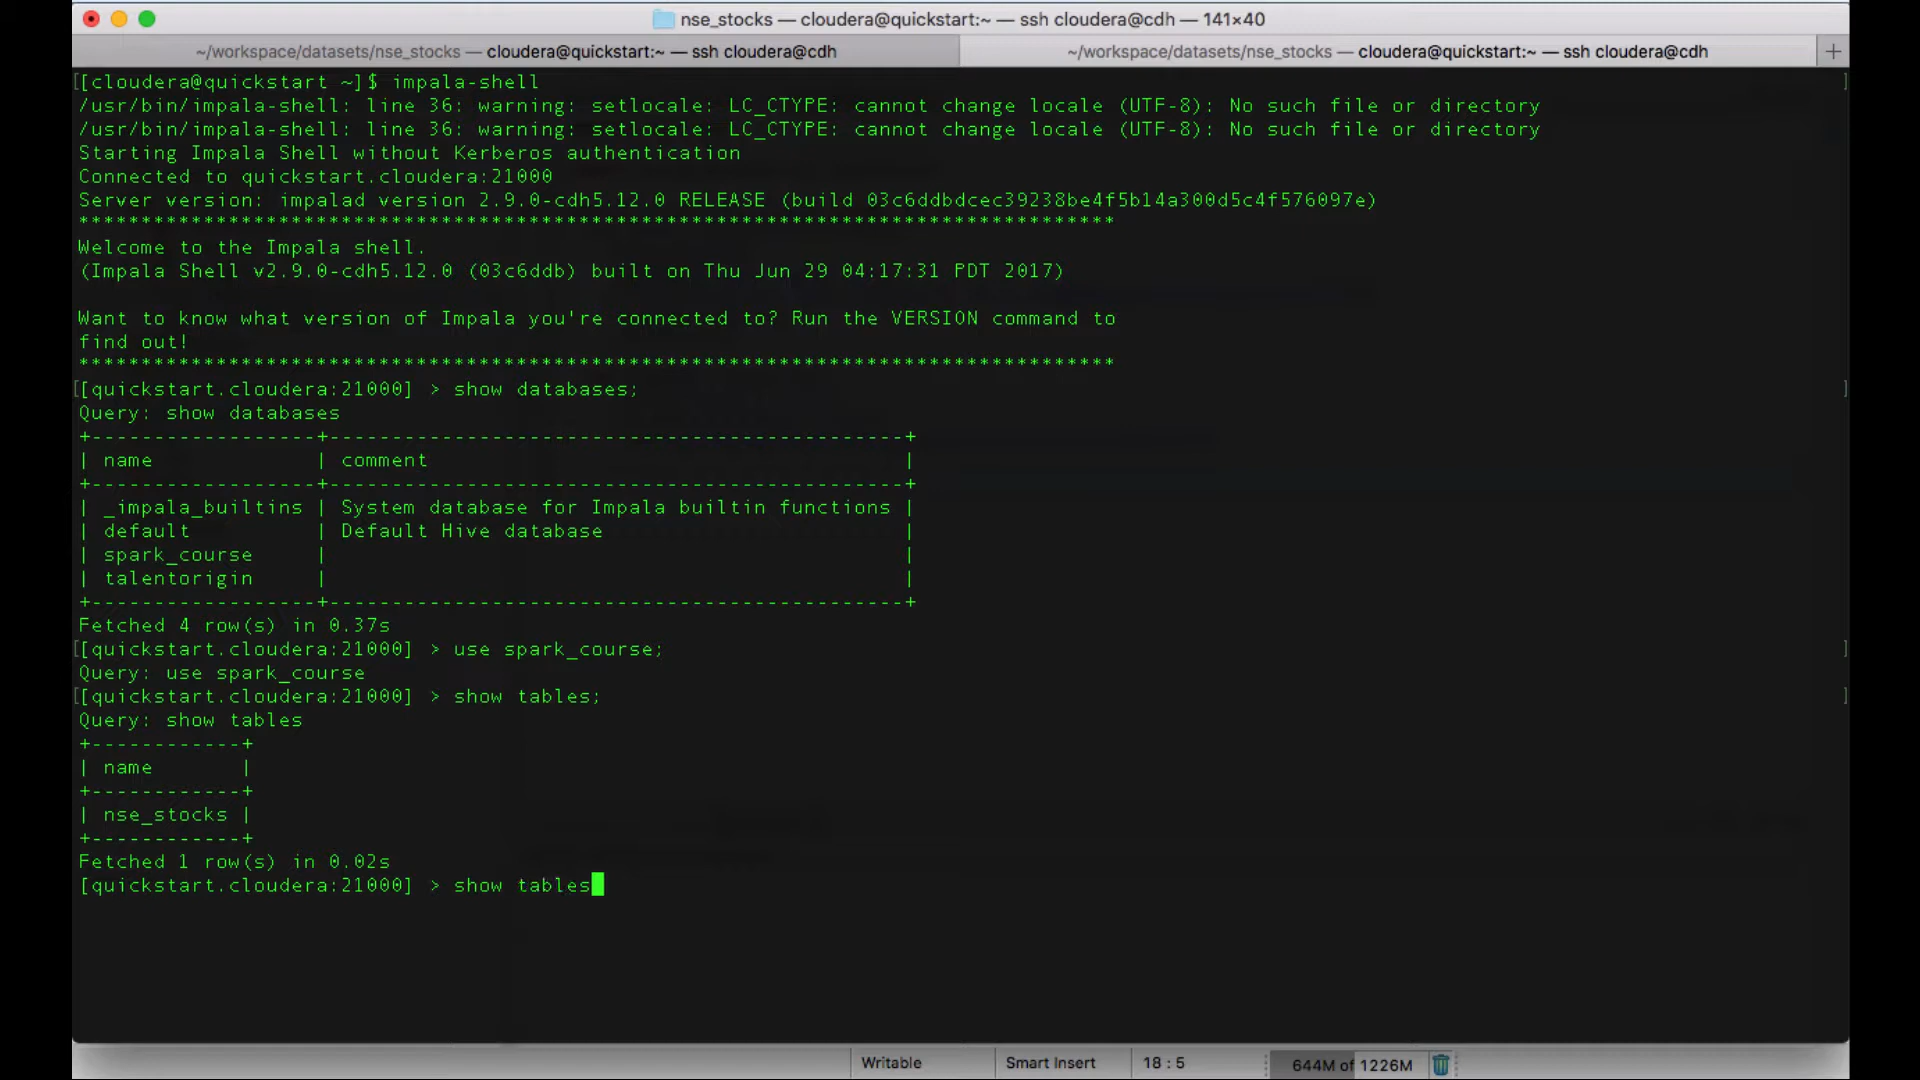 nse_stocks — cloudera@quickstart:~ — ssh cloudera@cdh — 141×40
~/workspace/datasets/nse_stocks — cloudera@quickstart:~ — ssh cloudera@cdh
~/workspace/datasets/nse_stocks — cloudera@quickstart:~ — ssh cloudera@cdh
[[cloudera@quickstart ~]$ impala-shell
/usr/bin/impala-shell: line 36: warning: setlocale: LC_CTYPE: cannot change locale (UTF-8): No such file or directory
/usr/bin/impala-shell: line 36: warning: setlocale: LC_CTYPE: cannot change locale (UTF-8): No such file or directory
Starting Impala Shell without Kerberos authentication
Connected to quickstart.cloudera:21000
Server version: impalad version 2.9.0-cdh5.12.0 RELEASE (build 03c6ddbdcec39238be4f5b14a300d5c4f576097e)
***********************************************************************************
Welcome to the Impala shell.
(Impala Shell v2.9.0-cdh5.12.0 (03c6ddb) built on Thu Jun 29 04:17:31 PDT 2017)
Want to know what version of Impala you're connected to? Run the VERSION command to
find out!
***********************************************************************************
[[quickstart.cloudera:21000] > show databases;
Query: show databases
+------------------+----------------------------------------------+
| name             | comment                                      |
+------------------+----------------------------------------------+
| _impala_builtins | System database for Impala builtin functions |
| default          | Default Hive database                        |
| spark_course     |                                              |
| talentorigin     |                                              |
+------------------+----------------------------------------------+
Fetched 4 row(s) in 0.37s
[[quickstart.cloudera:21000] > use spark_course;
Query: use spark_course
[[quickstart.cloudera:21000] > show tables;
Query: show tables
+------------+
| name       |
+------------+
| nse_stocks |
+------------+
Fetched 1 row(s) in 0.02s
[quickstart.cloudera:21000] > show tables
Writable Smart Insert 18 : 5 644M of 1226M